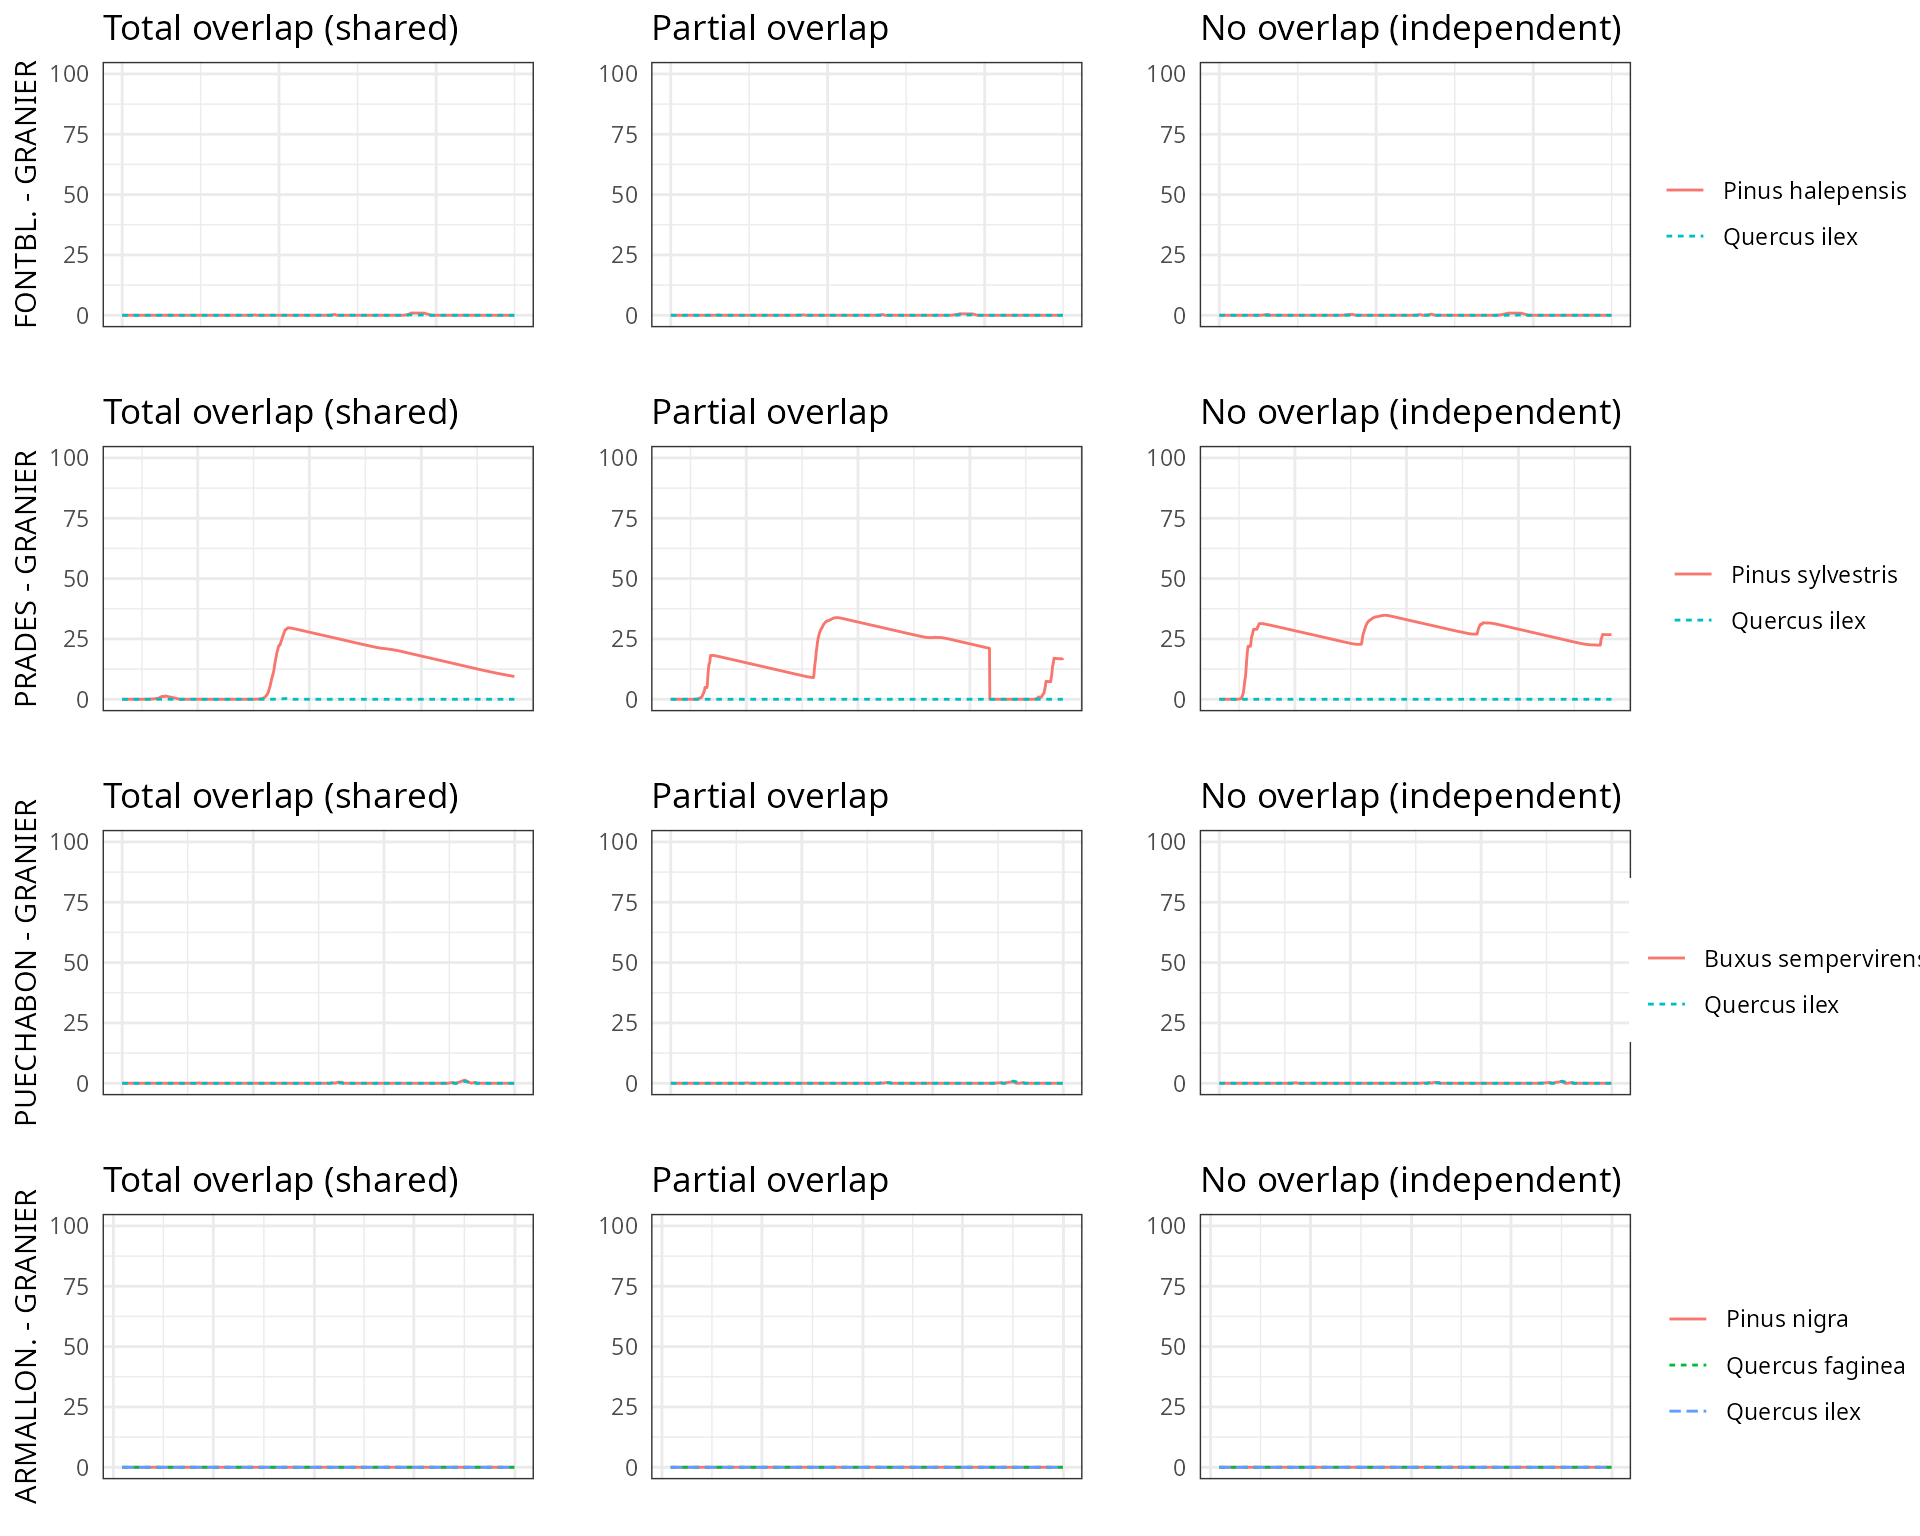 Total overlap (shared)
Partial overlap
No overlap (independent)
FONTBL. - GRANIER
100
75
50
25
0
100
75
50
25
0
100
75
50
25
0
Pinus halepensis
Quercus ilex
Total overlap (shared)
Partial overlap
No overlap (independent)
PRADES - GRANIER
100
75
50
25
0
100
75
50
25
0
100
75
50
25
0
Pinus sylvestris
Quercus ilex
Total overlap (shared)
Partial overlap
No overlap (independent)
PUECHABON - GRANIER
100
75
50
25
0
100
75
50
25
0
100
75
50
25
0
Buxus sempervirens
Quercus ilex
Total overlap (shared)
Partial overlap
No overlap (independent)
ARMALLON. - GRANIER
100
75
50
25
0
100
75
50
25
0
100
75
50
25
0
Pinus nigra
Quercus faginea
Quercus ilex